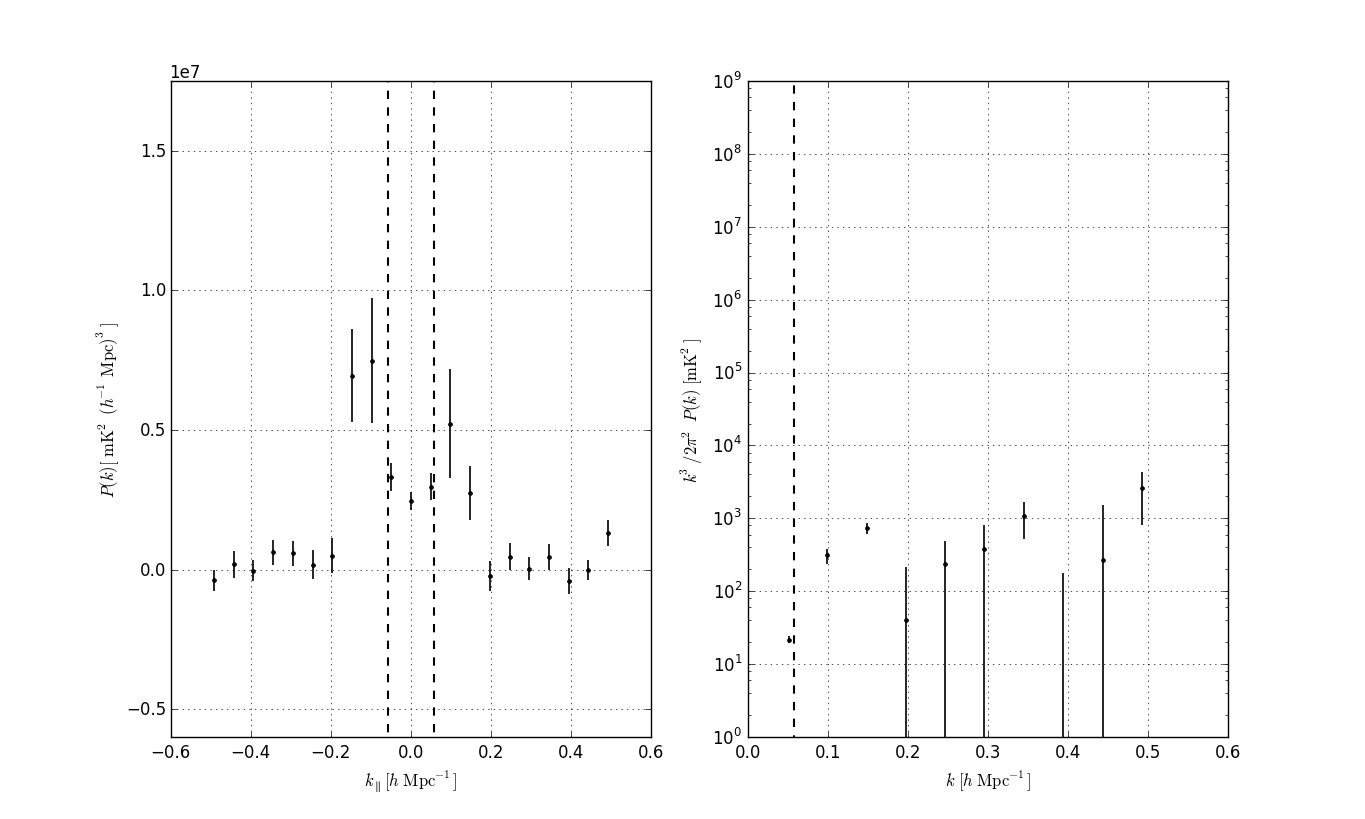 1e7
1.5
1.0
0.5
0.0
−0.5
−0.6 −0.4 −0.2 0.0 0.2 0.4 0.6
k∥ [h Mpc⁻¹]
P(k)[ mK² (h⁻¹ Mpc)³ ]
10⁹
10⁸
10⁷
10⁶
10⁵
10⁴
10³
10²
10¹
10⁰
0.0 0.1 0.2 0.3 0.4 0.5 0.6
k [h Mpc⁻¹]
k³/2π² P(k) [mK²]